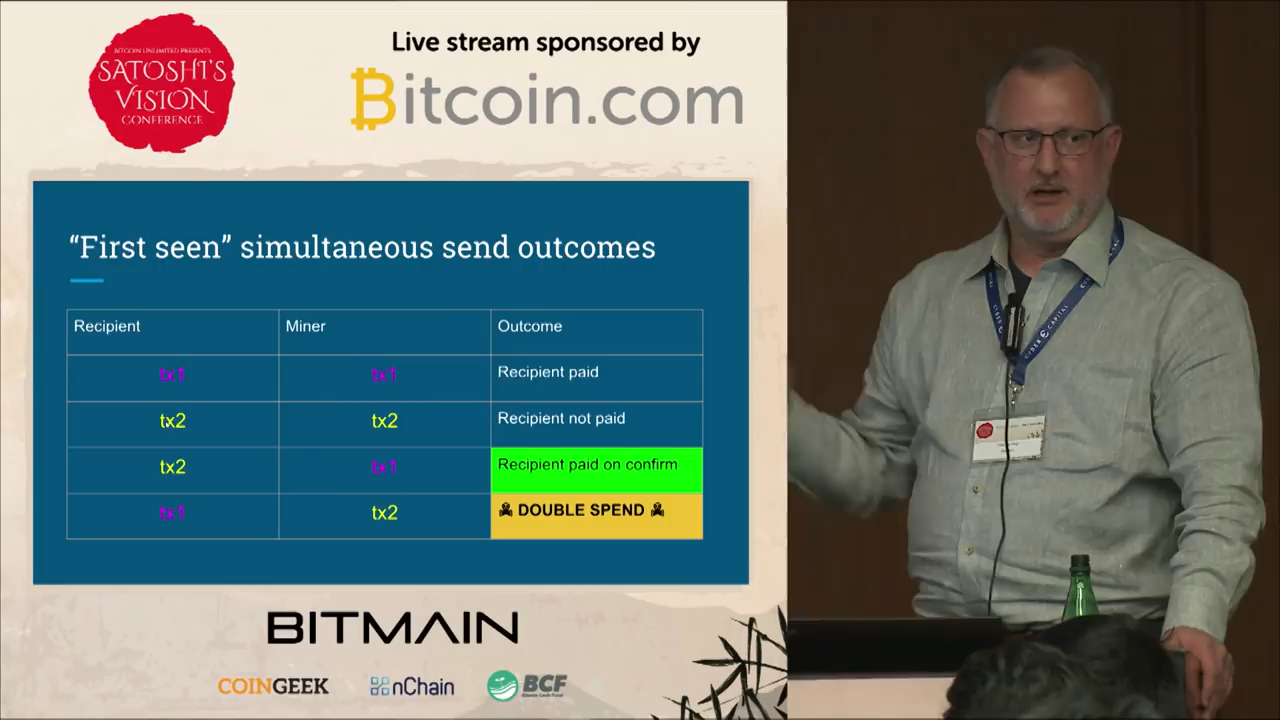 BITCOIN UNLIMITED PRESENTS
SATOSHI'S
VISION
CONFERENCE
Live stream sponsored by
Bitcoin.com
“First seen” simultaneous send outcomes
Recipient Miner Outcome
tx1 tx1 Recipient paid
tx2 tx2 Recipient not paid
tx2 tx1 Recipient paid on confirm
tx1 tx2 ☠ DOUBLE SPEND ☠
BITMAIN
COINGEEK nChain BCF
CYBER CAPITAL